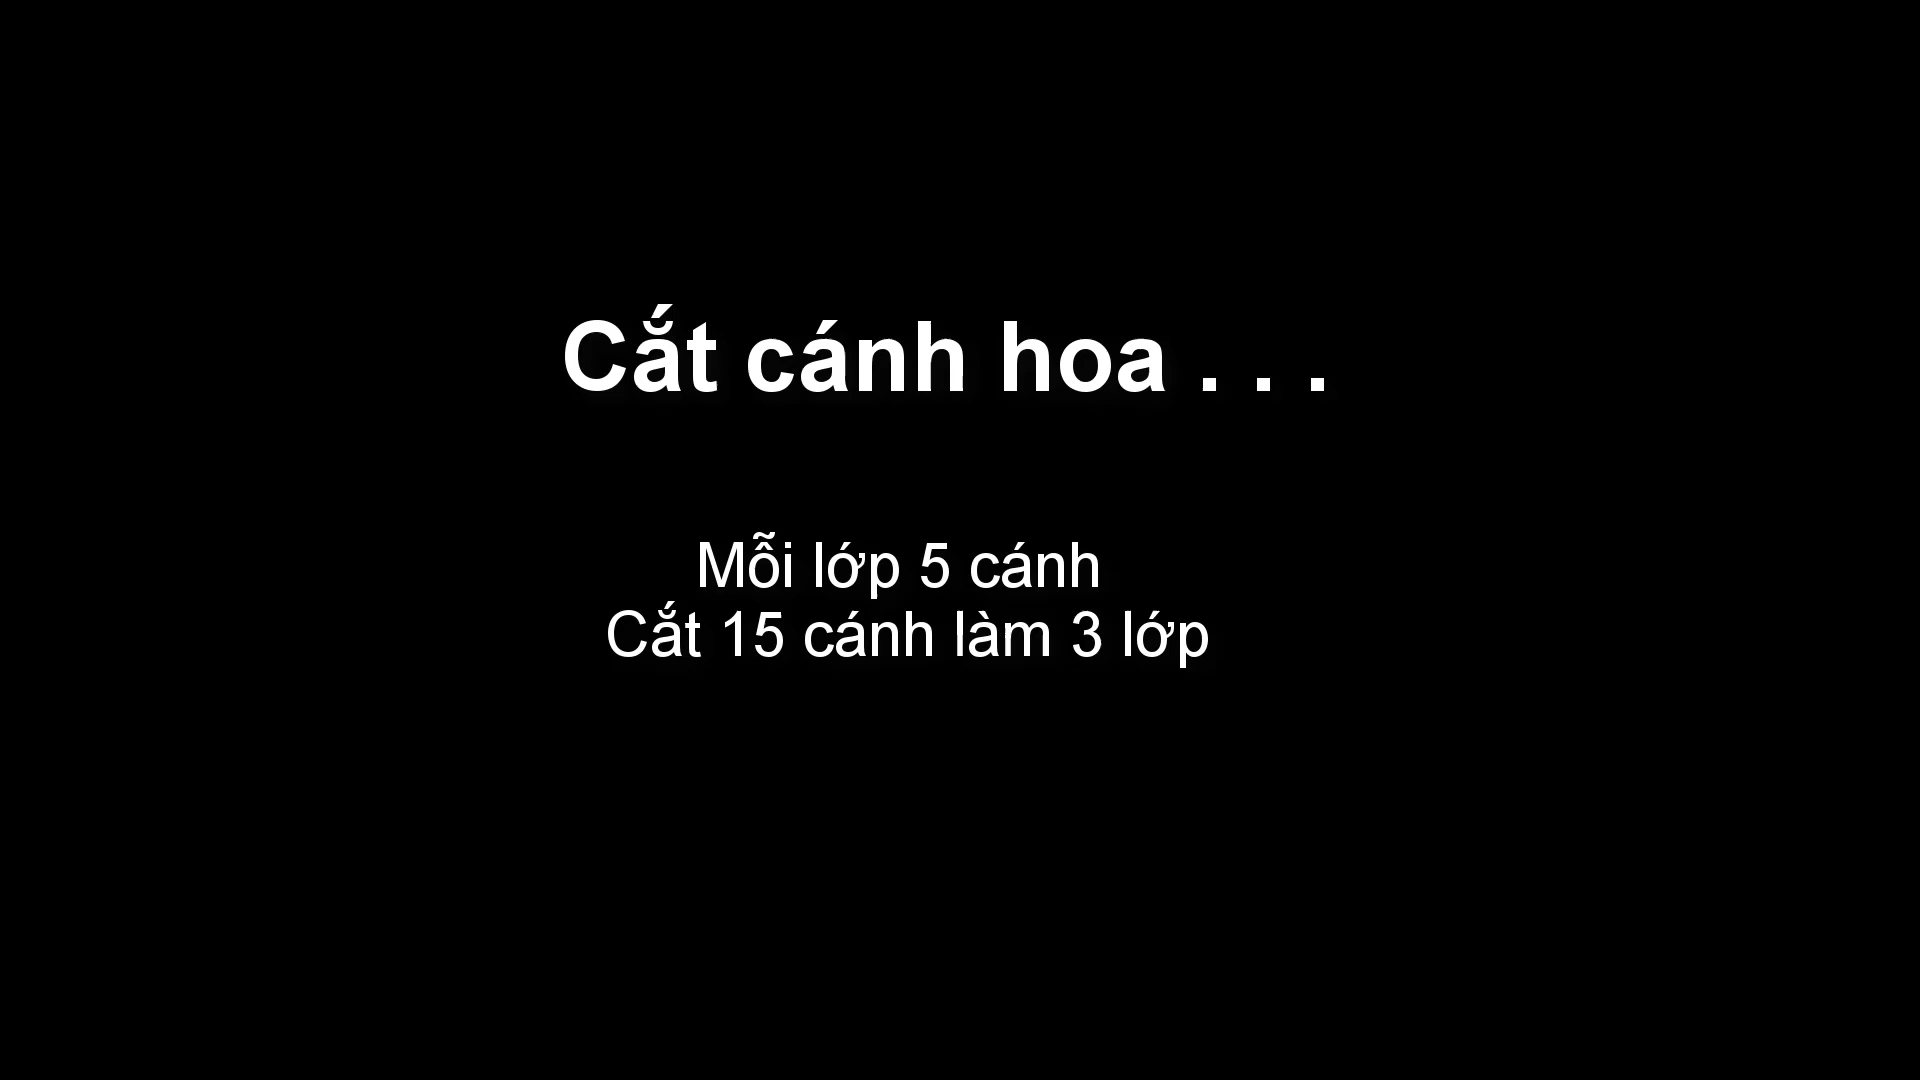 Cắt cánh hoa . . .
Mỗi lớp 5 cánh
Cắt 15 cánh làm 3 lớp